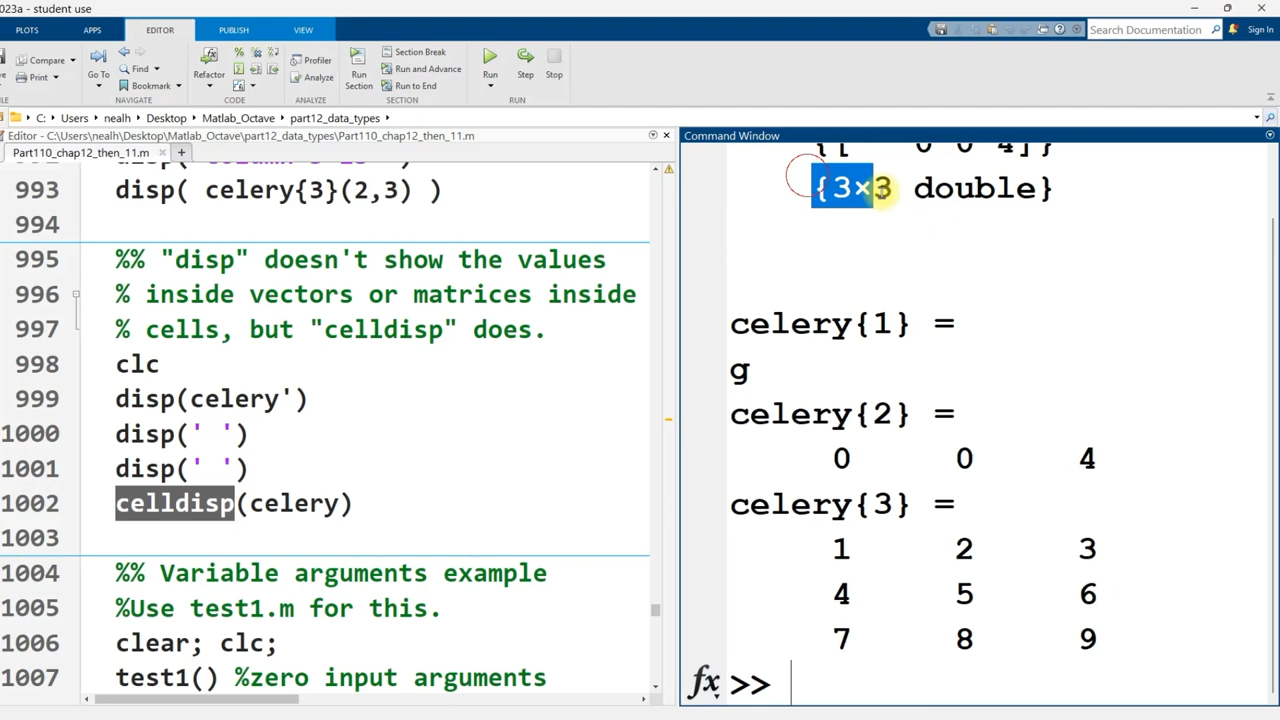 023a - student use
PLOTS APPS EDITOR PUBLISH VIEW
Search Documentation
Sign In
Compare
Print
Go To
Find
Bookmark
NAVIGATE
Refactor
CODE
Profiler
Analyze
ANALYZE
Run Section
Section Break
Run and Advance
Run to End
SECTION
Run
Step
Stop
RUN
C: Users nealh Desktop Matlab_Octave part12_data_types
Editor - C:\Users\nealh\Desktop\Matlab_Octave\part12_data_types\Part110_chap12_then_11.m
Part110_chap12_then_11.m
993 disp( celery{3}(2,3) )
994
995 %% "disp" doesn't show the values
996 % inside vectors or matrices inside
997 % cells, but "celldisp" does.
998 clc
999 disp(celery')
1000 disp(' ')
1001 disp(' ')
1002 celldisp(celery)
1003
1004 %% Variable arguments example
1005 %Use test1.m for this.
1006 clear; clc;
1007 test1() %zero input arguments
Command Window
{[ 0 0 4]}
{3×3 double}
celery{1} =
g
celery{2} =
0 0 4
celery{3} =
1 2 3
4 5 6
7 8 9
fx >>